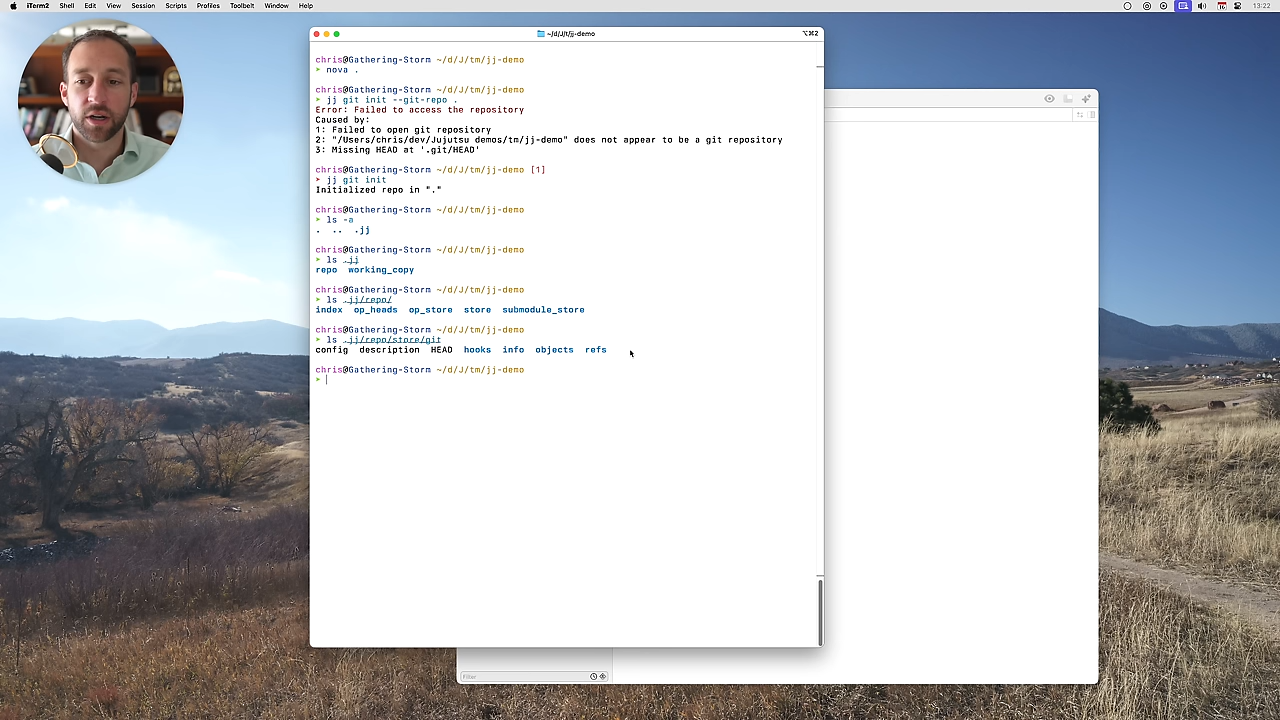 iTerm2 Shell Edit View Session Scripts Profiles Toolbelt Window Help 13:22
~/d/J/t/jj-demo ⌥⌘2
chris@Gathering-Storm ~/d/J/tm/jj-demo
➤ nova .
chris@Gathering-Storm ~/d/J/tm/jj-demo
➤ jj git init --git-repo .
Error: Failed to access the repository
Caused by:
1: Failed to open git repository
2: "/Users/chris/dev/Jujutsu demos/tm/jj-demo" does not appear to be a git repository
3: Missing HEAD at '.git/HEAD'
chris@Gathering-Storm ~/d/J/tm/jj-demo [1]
➤ jj git init
Initialized repo in "."
chris@Gathering-Storm ~/d/J/tm/jj-demo
➤ ls -a
. .. .jj
chris@Gathering-Storm ~/d/J/tm/jj-demo
➤ ls .jj
repo working_copy
chris@Gathering-Storm ~/d/J/tm/jj-demo
➤ ls .jj/repo/
index op_heads op_store store submodule_store
chris@Gathering-Storm ~/d/J/tm/jj-demo
➤ ls .jj/repo/store/git
config description HEAD hooks info objects refs
chris@Gathering-Storm ~/d/J/tm/jj-demo
➤
Filter